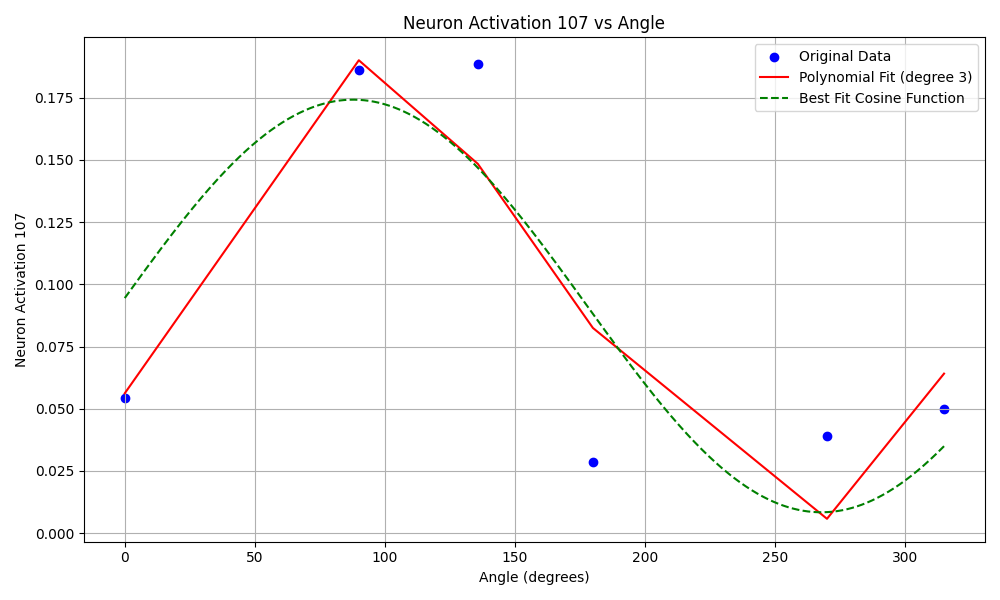 Neuron Activation 107 vs Angle
Original Data
Polynomial Fit (degree 3)
Best Fit Cosine Function
Neuron Activation 107
0.175
0.150
0.125
0.100
0.075
0.050
0.025
0.000
0 50 100 150 200 250 300
Angle (degrees)